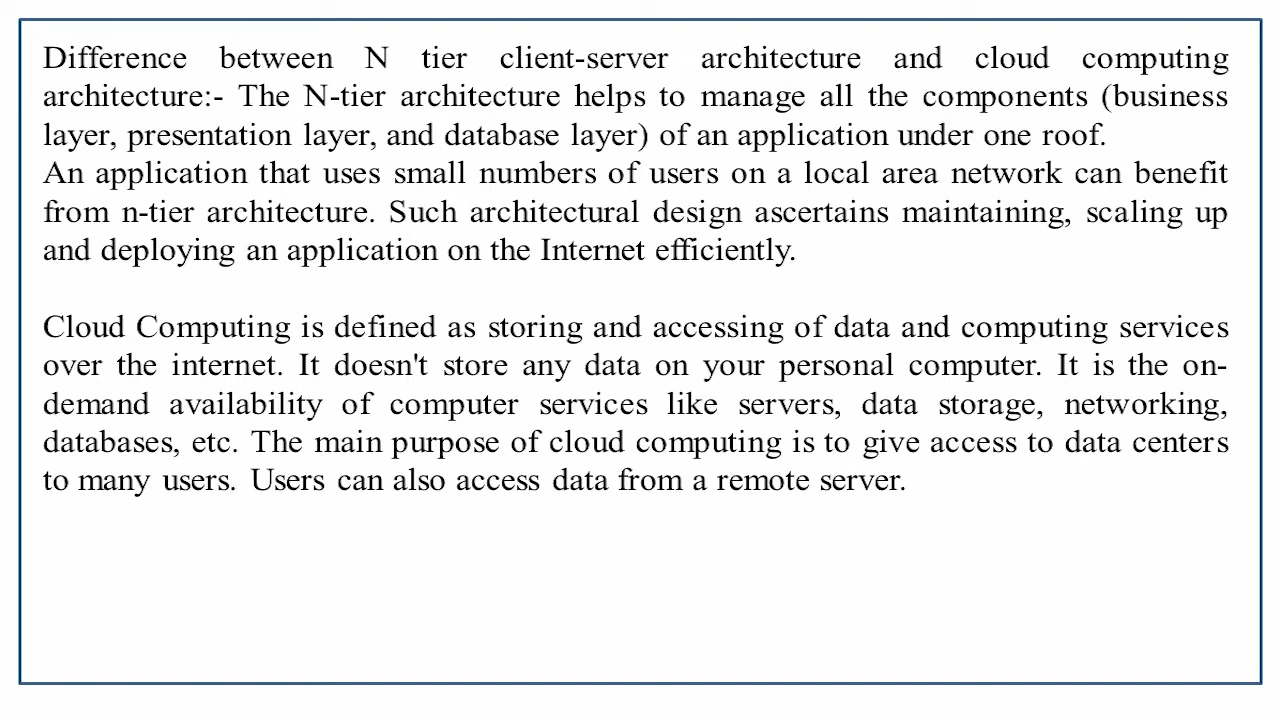 Difference between N tier client-server architecture and cloud computing
architecture:- The N-tier architecture helps to manage all the components (business
layer, presentation layer, and database layer) of an application under one roof.
An application that uses small numbers of users on a local area network can benefit
from n-tier architecture. Such architectural design ascertains maintaining, scaling up
and deploying an application on the Internet efficiently.
Cloud Computing is defined as storing and accessing of data and computing services
over the internet. It doesn't store any data on your personal computer. It is the on-
demand availability of computer services like servers, data storage, networking,
databases, etc. The main purpose of cloud computing is to give access to data centers
to many users. Users can also access data from a remote server.